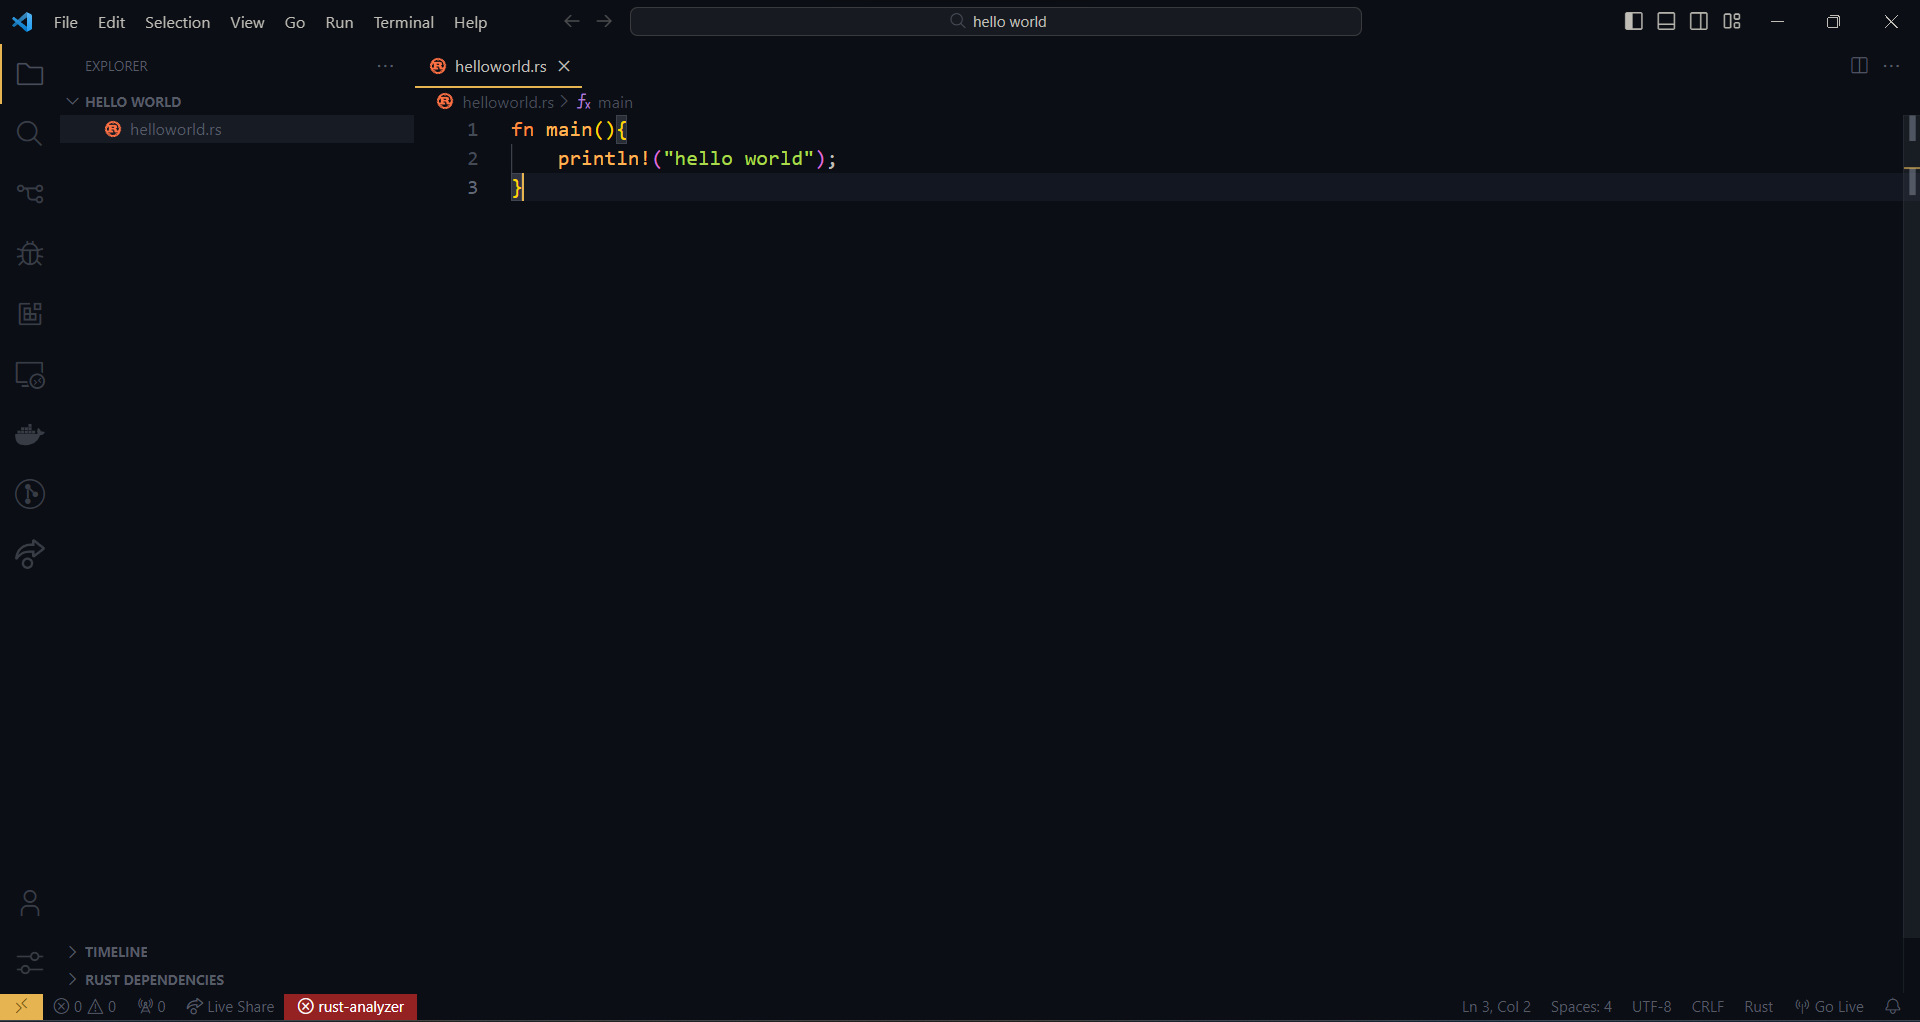 File Edit Selection View Go Run Terminal Help
hello world
EXPLORER
HELLO WORLD
helloworld.rs
helloworld.rs
helloworld.rs > fx main
1 fn main(){
2     println!("hello world");
3 }
TIMELINE
RUST DEPENDENCIES
0 0 0 Live Share rust-analyzer Ln 3, Col 2 Spaces: 4 UTF-8 CRLF Rust Go Live